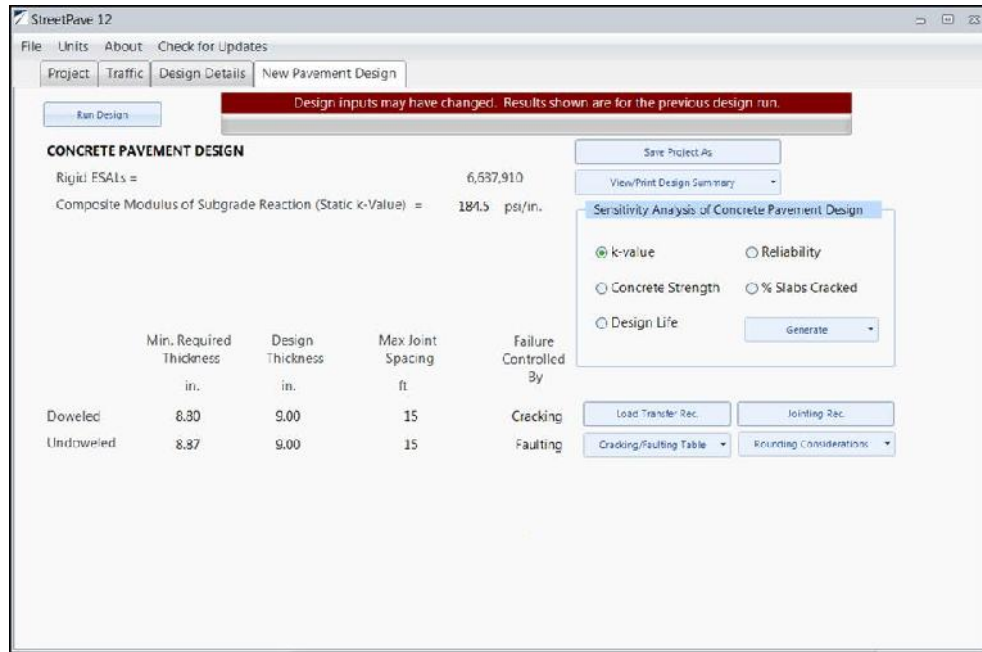 StreetPave 12
File Units About Check for Updates
Project Traffic Design Details New Pavement Design
Run Design
Design inputs may have changed. Results shown are for the previous design run.
CONCRETE PAVEMENT DESIGN
Save Project As
Rigid ESALs = 6,637,910
View/Print Design Summary
Composite Modulus of Subgrade Reaction (Static k-Value) = 184.5 psi/in.
Sensitivity Analysis of Concrete Pavement Design
k-value Reliability
Concrete Strength % Slabs Cracked
Design Life Generate
Min. Required Design Max Joint Failure
Thickness Thickness Spacing Controlled
By
in. in. ft
Doweled 8.80 9.00 15 Cracking Load Transfer Rec. Jointing Rec.
Undoweled 8.87 9.00 15 Faulting Cracking/Faulting Table Rounding Considerations